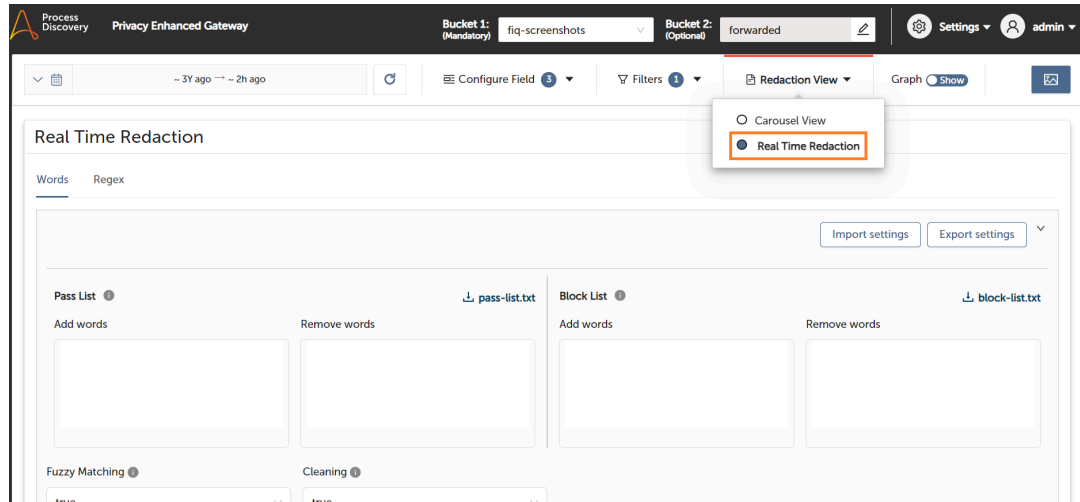 Process Discovery Privacy Enhanced Gateway Bucket 1: (Mandatory) fiq-screenshots Bucket 2: (Optional) forwarded Settings admin
~ 3Y ago → ~ 2h ago Configure Field 3 Filters 1 Redaction View Graph Show
Carousel View
Real Time Redaction
Real Time Redaction
Words Regex
Import settings Export settings
Pass List pass-list.txt Block List block-list.txt
Add words Remove words Add words Remove words
Fuzzy Matching Cleaning
true true